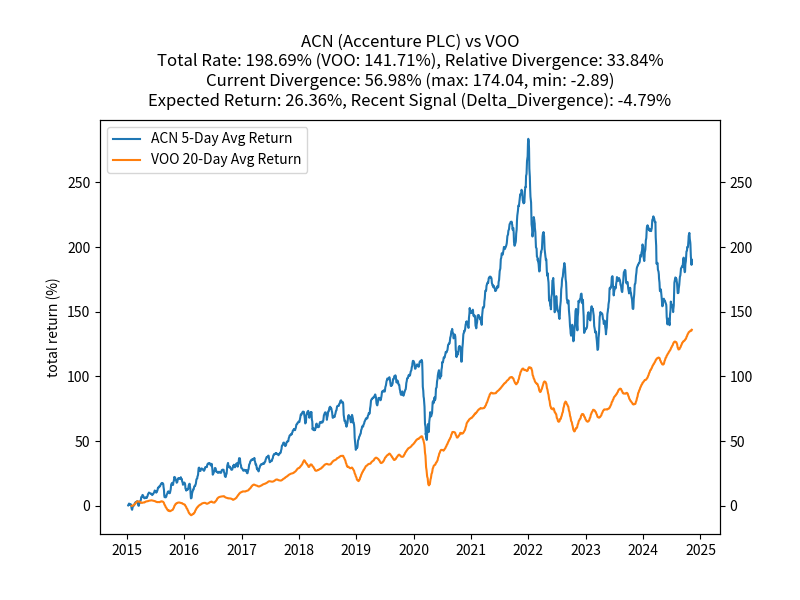 ACN (Accenture PLC) vs VOO
Total Rate: 198.69% (VOO: 141.71%), Relative Divergence: 33.84%
Current Divergence: 56.98% (max: 174.04, min: -2.89)
Expected Return: 26.36%, Recent Signal (Delta_Divergence): -4.79%
ACN 5-Day Avg Return
VOO 20-Day Avg Return
total return (%)
250 250
200 200
150 150
100 100
50 50
0 0
2015 2016 2017 2018 2019 2020 2021 2022 2023 2024 2025